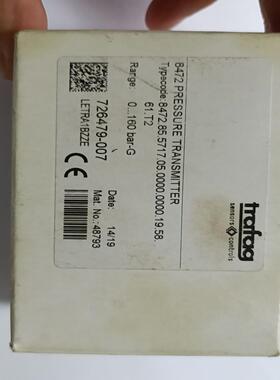 trafag
sensors & controls
8472 PRESSURE TRANSMITTER
Typecode: 8472.85.5717.05.0000.0000.19.58.
61.T2
Range: 0...160 bar-G
726479-007
LETRA1BZZE
Date: 14/19
Mat. No.: 48793
CE